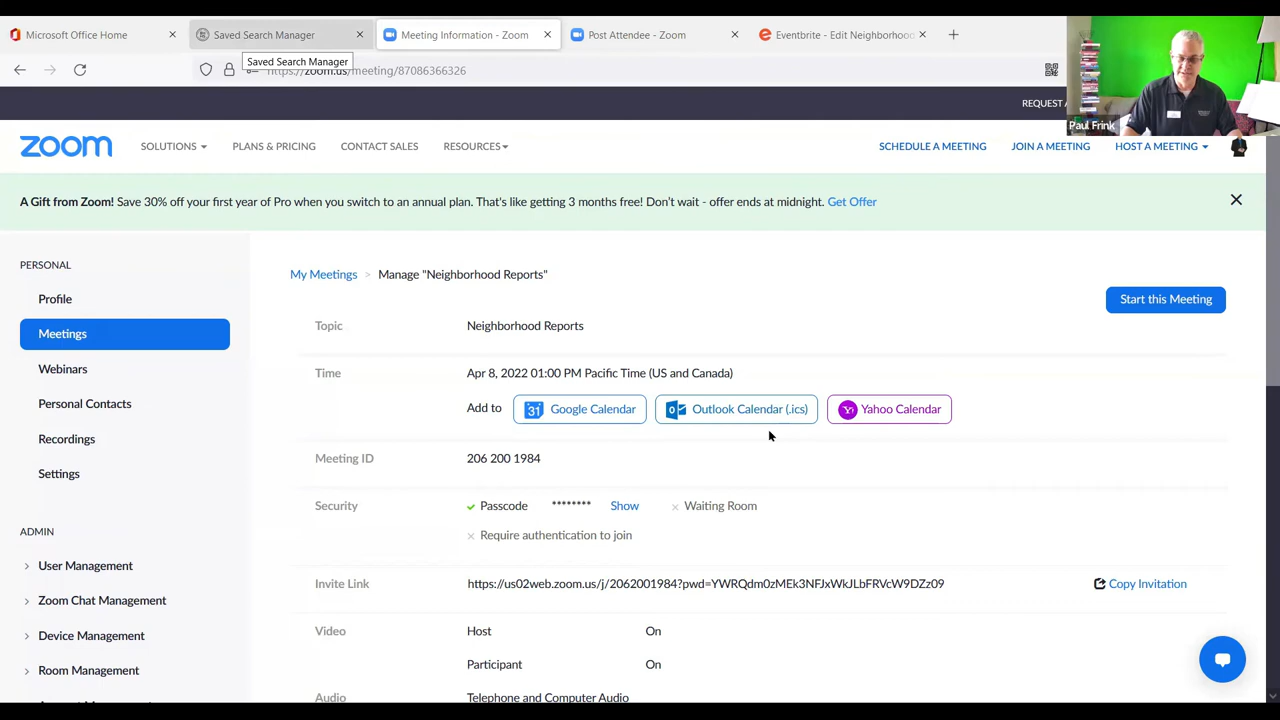 Microsoft Office Home
Saved Search Manager
Meeting Information - Zoom
Post Attendee - Zoom
Eventbrite - Edit Neighborhood
Saved Search Manager
https://zoom.us/meeting/87086366326
REQUEST A
Paul Frink
zoom
SOLUTIONS
PLANS & PRICING
CONTACT SALES
RESOURCES
SCHEDULE A MEETING
JOIN A MEETING
HOST A MEETING
A Gift from Zoom! Save 30% off your first year of Pro when you switch to an annual plan. That's like getting 3 months free! Don't wait - offer ends at midnight. Get Offer
PERSONAL
Profile
Meetings
Webinars
Personal Contacts
Recordings
Settings
ADMIN
User Management
Zoom Chat Management
Device Management
Room Management
My Meetings > Manage "Neighborhood Reports"
Start this Meeting
Topic Neighborhood Reports
Time Apr 8, 2022 01:00 PM Pacific Time (US and Canada)
Add to 31 Google Calendar Outlook Calendar (.ics) Yahoo Calendar
Meeting ID 206 200 1984
Security Passcode ******** Show Waiting Room
Require authentication to join
Invite Link https://us02web.zoom.us/j/2062001984?pwd=YWRQdm0zMEk3NFJxWkJLbFRVcW9DZz09 Copy Invitation
Video Host On
Participant On
Audio Telephone and Computer Audio